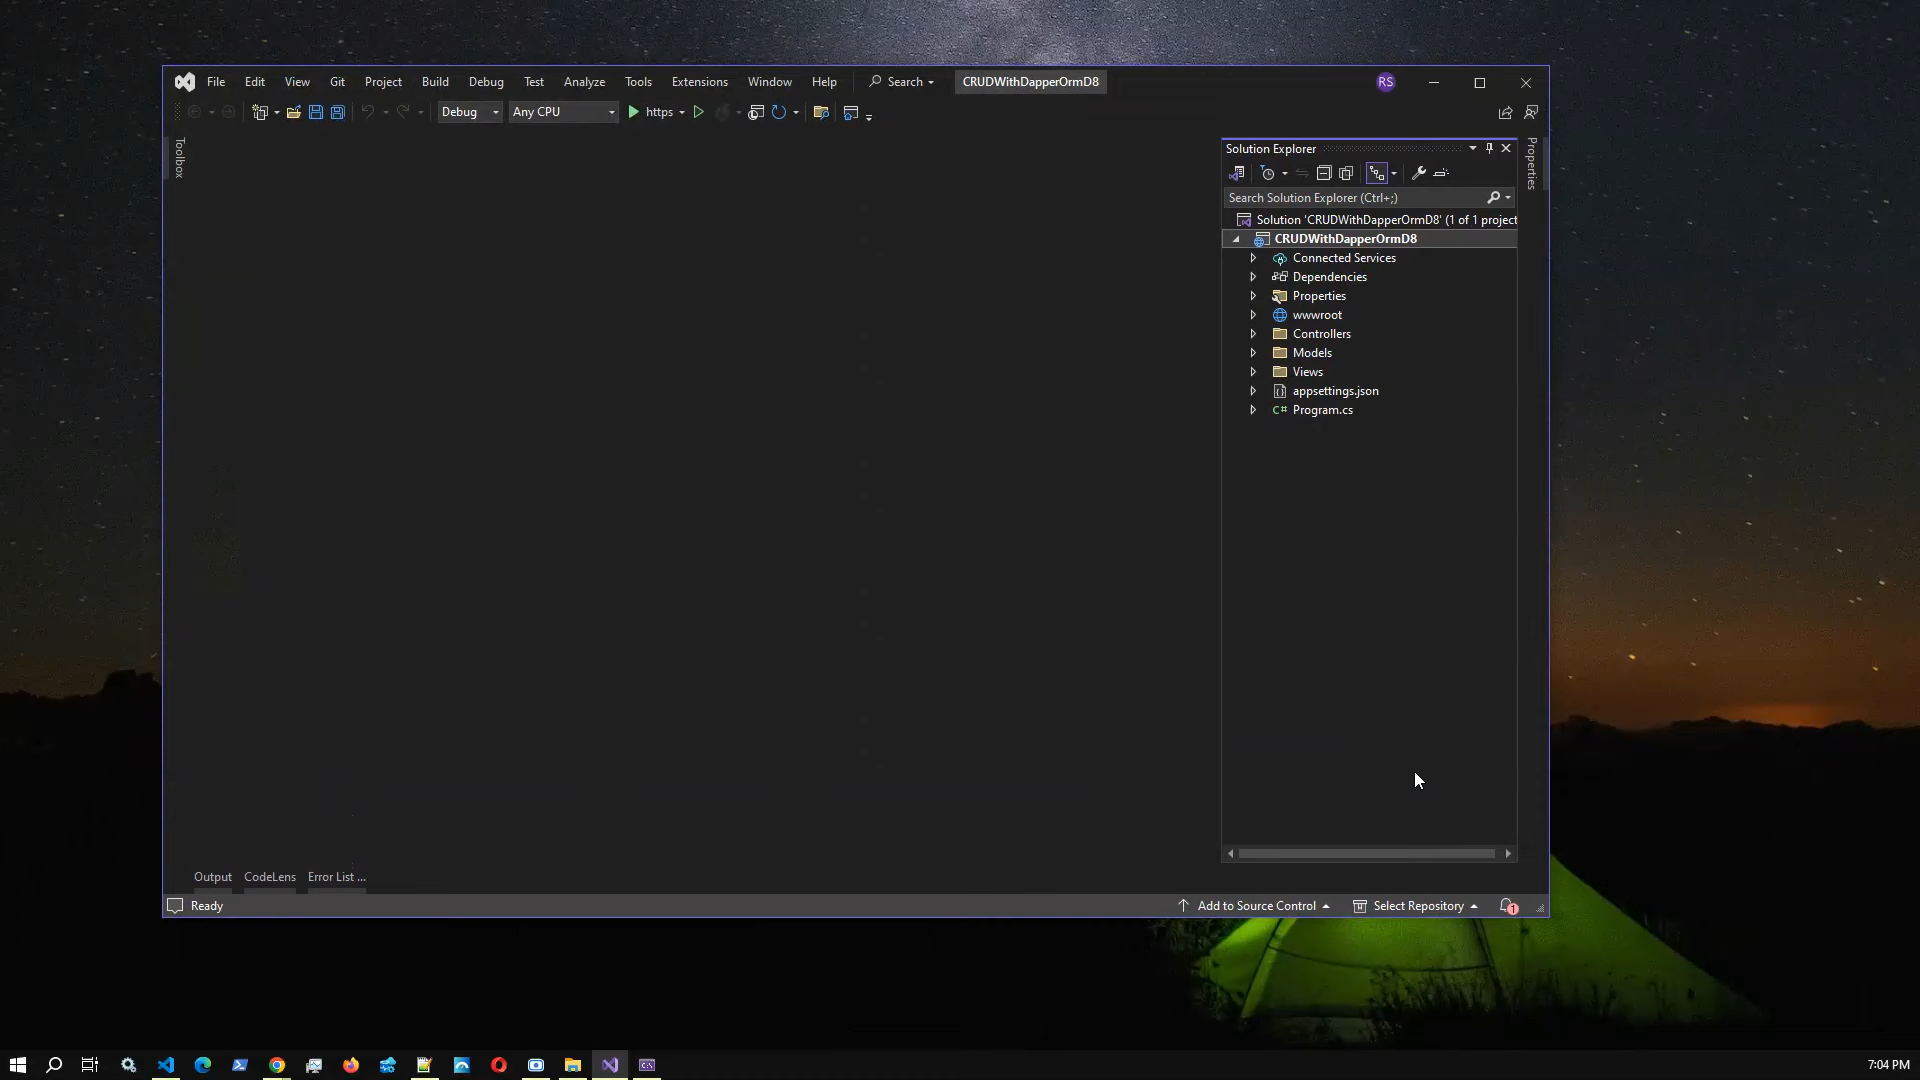 File Edit View Git Project Build Debug Test Analyze Tools Extensions Window Help Search CRUDWithDapperOrmD8 RS
Debug Any CPU https
Toolbox
Solution Explorer
Properties
Search Solution Explorer (Ctrl+;)
Solution 'CRUDWithDapperOrmD8' (1 of 1 project
CRUDWithDapperOrmD8
Connected Services
Dependencies
Properties
wwwroot
Controllers
Models
Views
appsettings.json
C# Program.cs
Output CodeLens Error List ...
Ready Add to Source Control Select Repository 1
7:04 PM